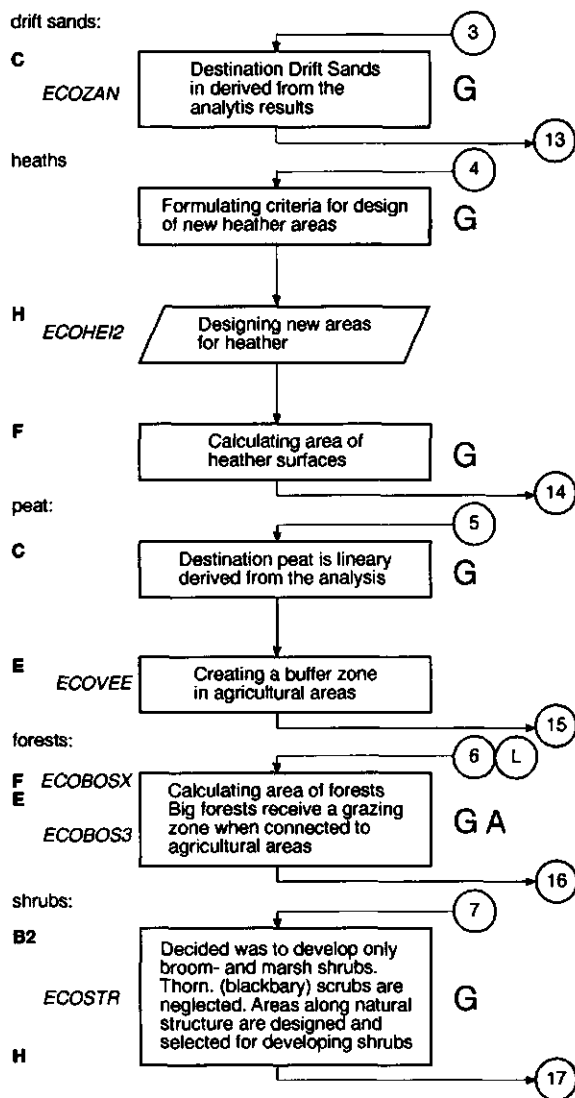 drift sands:
3
C
ECOZAN
Destination Drift Sands
in derived from the
analytis results
G
13
heaths
4
Formulating criteria for design
of new heather areas
G
H
ECOHEI2
Designing new areas
for heather
F
Calculating area of
heather surfaces
G
14
peat:
5
C
Destination peat is lineary
derived from the analysis
G
E
ECOVEE
Creating a buffer zone
in agricultural areas
15
forests:
6 L
F ECOBOSX
E
ECOBOS3
Calculating area of forests
Big forests receive a grazing
zone when connected to
agricultural areas
G A
16
shrubs:
7
B2
ECOSTR
Decided was to develop only
broom- and marsh shrubs.
Thorn. (blackbary) scrubs are
neglected. Areas along natural
structure are designed and
selected for developing shrubs
G
H
17